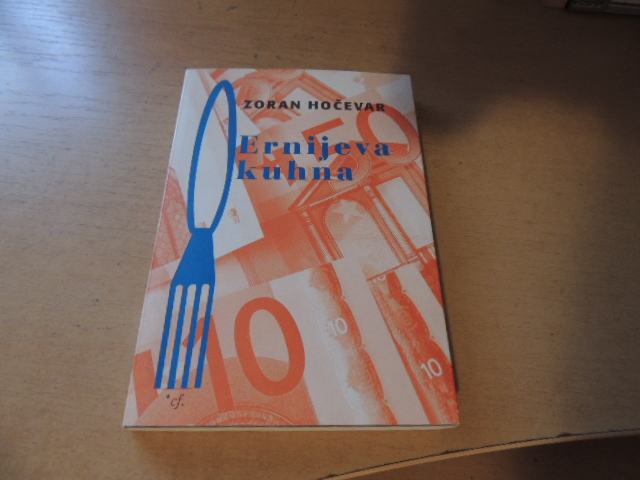 ZORAN HOČEVAR
Ernijeva
kuhna
50
10
10
10
*cf.